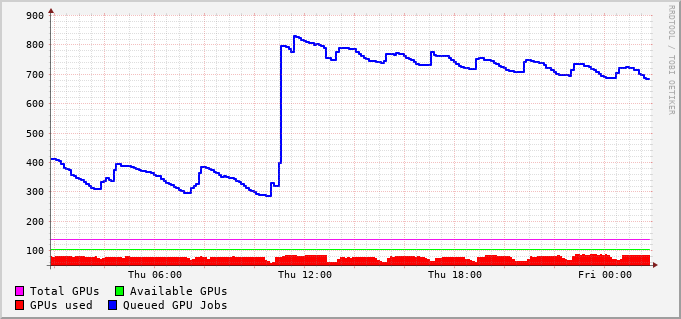 900
800
700
600
500
400
300
200
100
Thu 06:00 Thu 12:00 Thu 18:00 Fri 00:00
Total GPUs Available GPUs
GPUs used Queued GPU Jobs
RRDTOOL / TOBI OETIKER